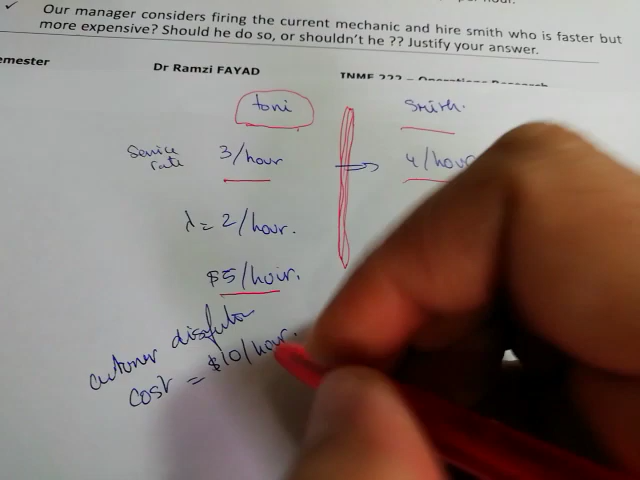 per hour.
✓ Our manager considers firing the current mechanic and hire smith who is faster but
more expensive? Should he do so, or shouldn't he ?? Justify your answer.
emester Dr Ramzi FAYAD
toni Smith.
Service
rate 3/hour 4/hour
λ = 2/hour.
$5/hour.
cost = $10/hour.